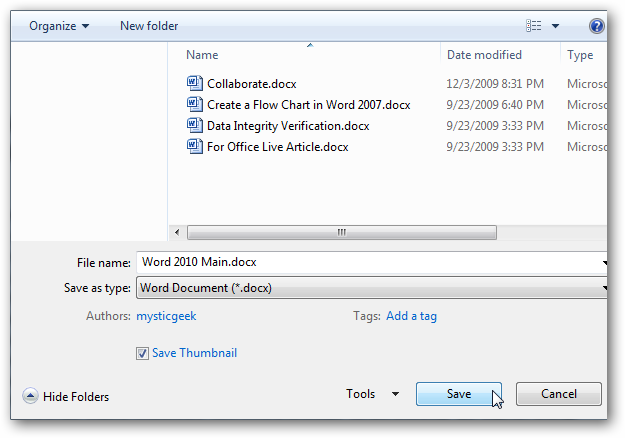 Organize New folder
Name Date modified Type
Collaborate.docx 12/3/2009 8:31 PM Microso
Create a Flow Chart in Word 2007.docx 9/23/2009 6:40 PM Microso
Data Integrity Verification.docx 9/23/2009 3:33 PM Microso
For Office Live Article.docx 9/23/2009 3:33 PM Microso
File name: Word 2010 Main.docx
Save as type: Word Document (*.docx)
Authors: mysticgeek Tags: Add a tag
Save Thumbnail
Hide Folders Tools Save Cancel